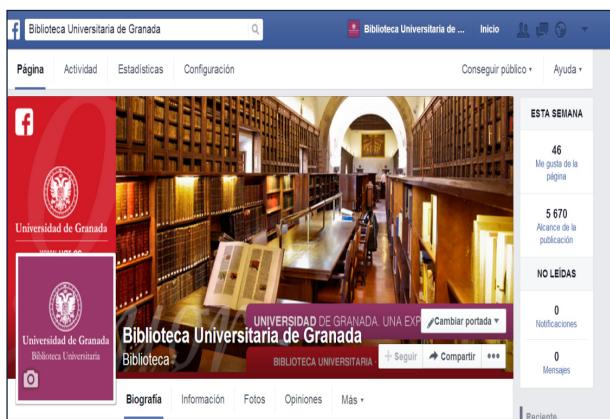 Biblioteca Universitaria de Granada
Biblioteca Universitaria de ...
Inicio
Página
Actividad
Estadísticas
Configuración
Conseguir público
Ayuda
ESTA SEMANA
46
Me gusta de la
página
5 670
Alcance de la
publicación
NO LEÍDAS
0
Notificaciones
0
Mensajes
Reciente
Universidad de Granada
Universidad de Granada
Biblioteca Universitaria
UNIVERSIDAD DE GRANADA. UNA EXP
Cambiar portada
Biblioteca Universitaria de Granada
Biblioteca
BIBLIOTECA UNIVERSITARIA -
Seguir
Compartir
Biografía
Información
Fotos
Opiniones
Más